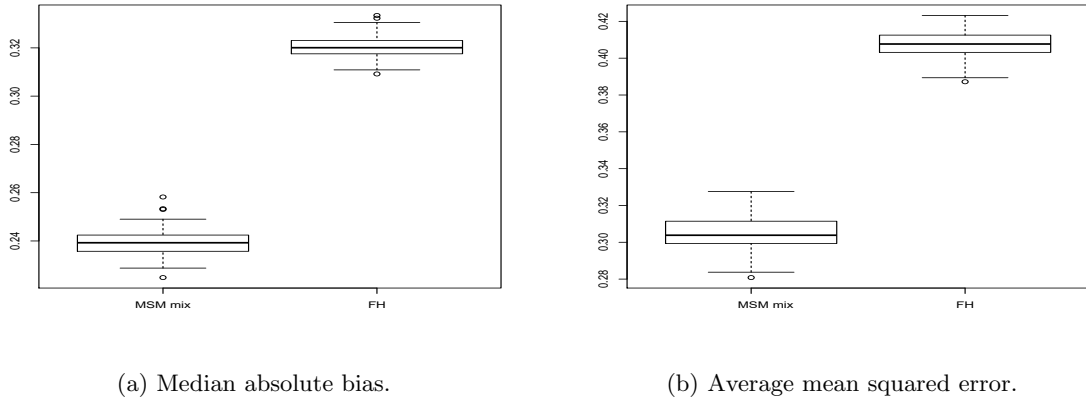 0.32
0.30
0.28
0.26
0.24
MSM mix
FH
(a) Median absolute bias.
0.42
0.40
0.38
0.36
0.34
0.32
0.30
0.28
MSM mix
FH
(b) Average mean squared error.